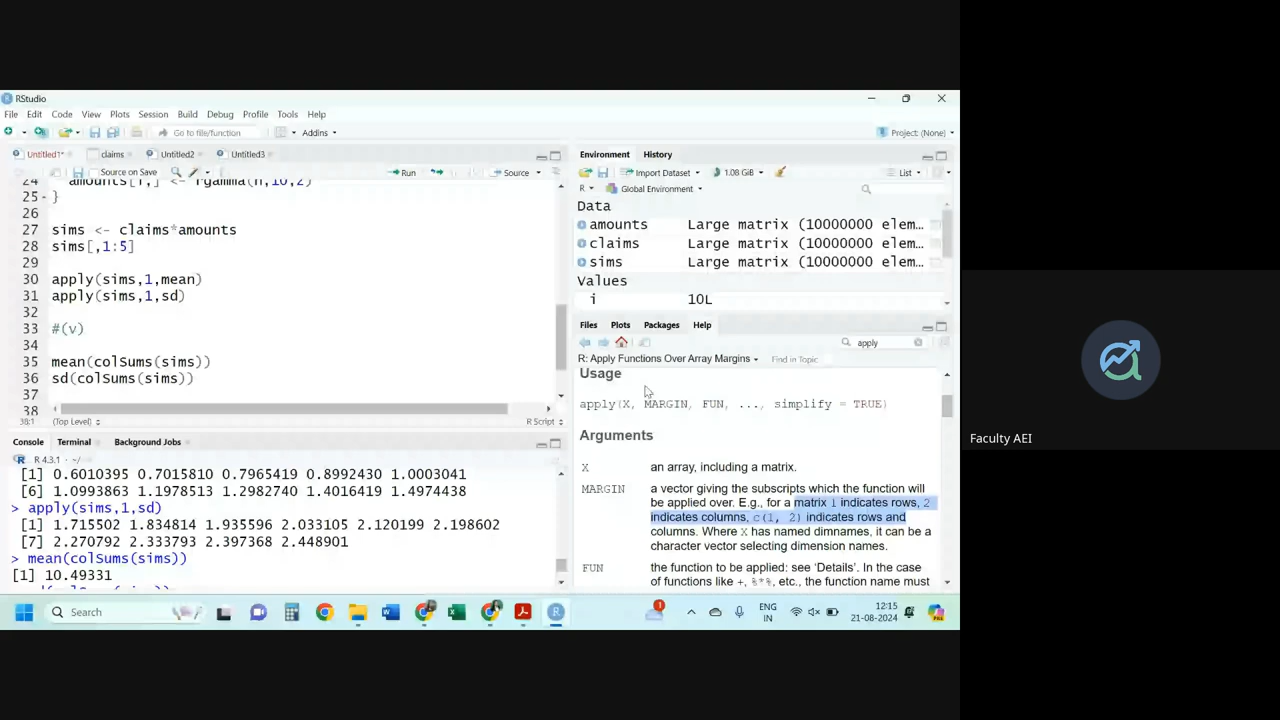 RStudio
File Edit Code View Plots Session Build Debug Profile Tools Help
Go to file/function Addins Project: (None)
Untitled1* claims Untitled2 Untitled3
Source on Save Run Source
24 amounts[i,] <- rgamma(n,10,2)
25 }
26
27 sims <- claims*amounts
28 sims[,1:5]
29
30 apply(sims,1,mean)
31 apply(sims,1,sd)
32
33 #(v)
34
35 mean(colSums(sims))
36 sd(colSums(sims))
37
38
38:1 (Top Level) R Script
Console Terminal Background Jobs
R 4.3.1 · ~/
[1] 0.6010395 0.7015810 0.7965419 0.8992430 1.0003041
[6] 1.0993863 1.1978513 1.2982740 1.4016419 1.4974438
> apply(sims,1,sd)
[1] 1.715502 1.834814 1.935596 2.033105 2.120199 2.198602
[7] 2.270792 2.333793 2.397368 2.448901
> mean(colSums(sims))
[1] 10.49331
Environment History
Import Dataset 1.08 GiB List
R Global Environment
Data
amounts Large matrix (10000000 elem…
claims Large matrix (10000000 elem…
sims Large matrix (10000000 elem…
Values
i 10L
Files Plots Packages Help
apply
R: Apply Functions Over Array Margins Find in Topic
Usage
apply(X, MARGIN, FUN, ..., simplify = TRUE)
Arguments
X an array, including a matrix.
MARGIN a vector giving the subscripts which the function will
be applied over. E.g., for a matrix 1 indicates rows, 2
indicates columns, c(1, 2) indicates rows and
columns. Where X has named dimnames, it can be a
character vector selecting dimension names.
FUN the function to be applied: see ‘Details’. In the case
of functions like +, %*%, etc., the function name must
Search
1
ENG
IN
12:15
21-08-2024
Faculty AEI